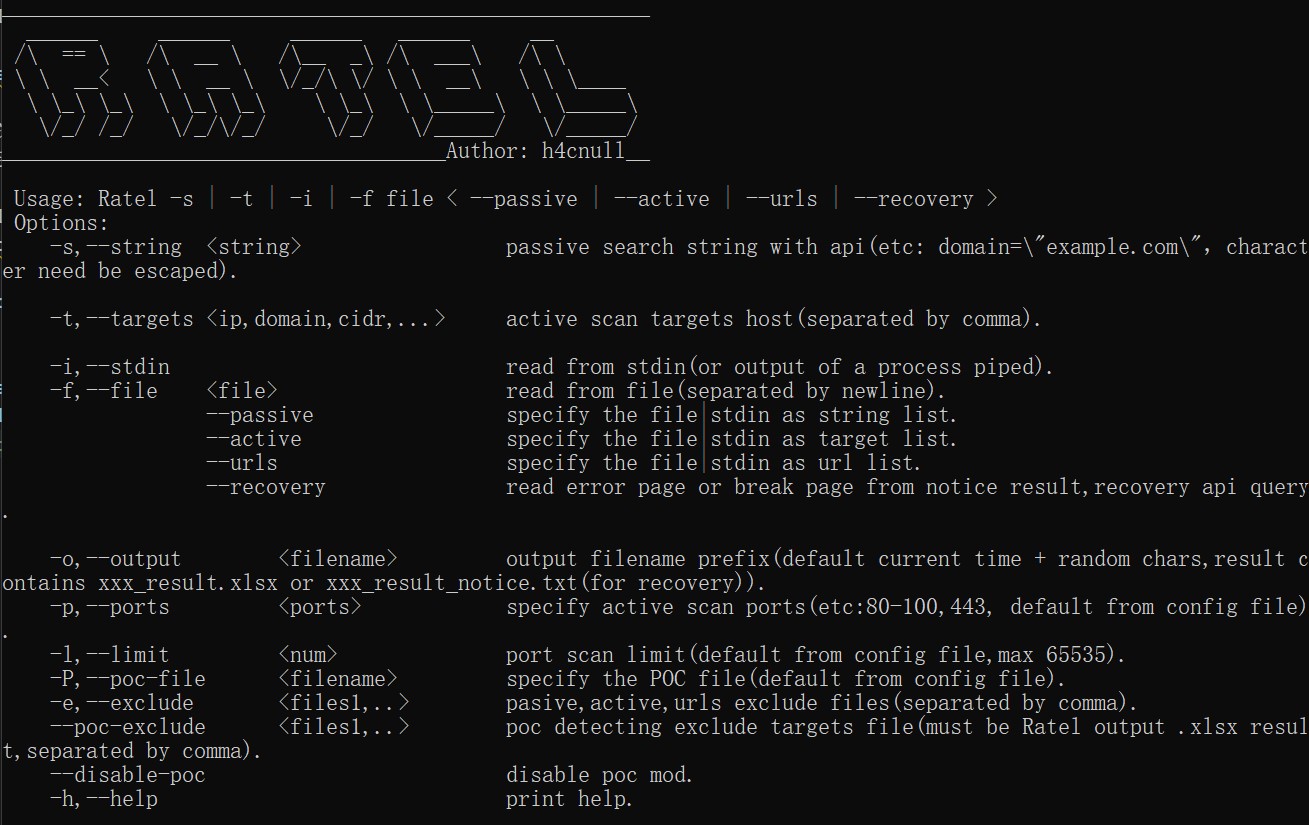 RATEL
Author: h4cnull
Usage: Ratel -s | -t | -i | -f file < --passive | --active | --urls | --recovery >
Options:
-s,--string <string> passive search string with api(etc: domain=\"example.com\", charact
er need be escaped).
-t,--targets <ip,domain,cidr,...> active scan targets host(separated by comma).
-i,--stdin read from stdin(or output of a process piped).
-f,--file <file> read from file(separated by newline).
--passive specify the file|stdin as string list.
--active specify the file|stdin as target list.
--urls specify the file|stdin as url list.
--recovery read error page or break page from notice result,recovery api query
.
-o,--output <filename> output filename prefix(default current time + random chars,result c
ontains xxx_result.xlsx or xxx_result_notice.txt(for recovery)).
-p,--ports <ports> specify active scan ports(etc:80-100,443, default from config file)
.
-l,--limit <num> port scan limit(default from config file,max 65535).
-P,--poc-file <filename> specify the POC file(default from config file).
-e,--exclude <files1,..> pasive,active,urls exclude files(separated by comma).
--poc-exclude <files1,..> poc detecting exclude targets file(must be Ratel output .xlsx resul
t,separated by comma).
--disable-poc disable poc mod.
-h,--help print help.